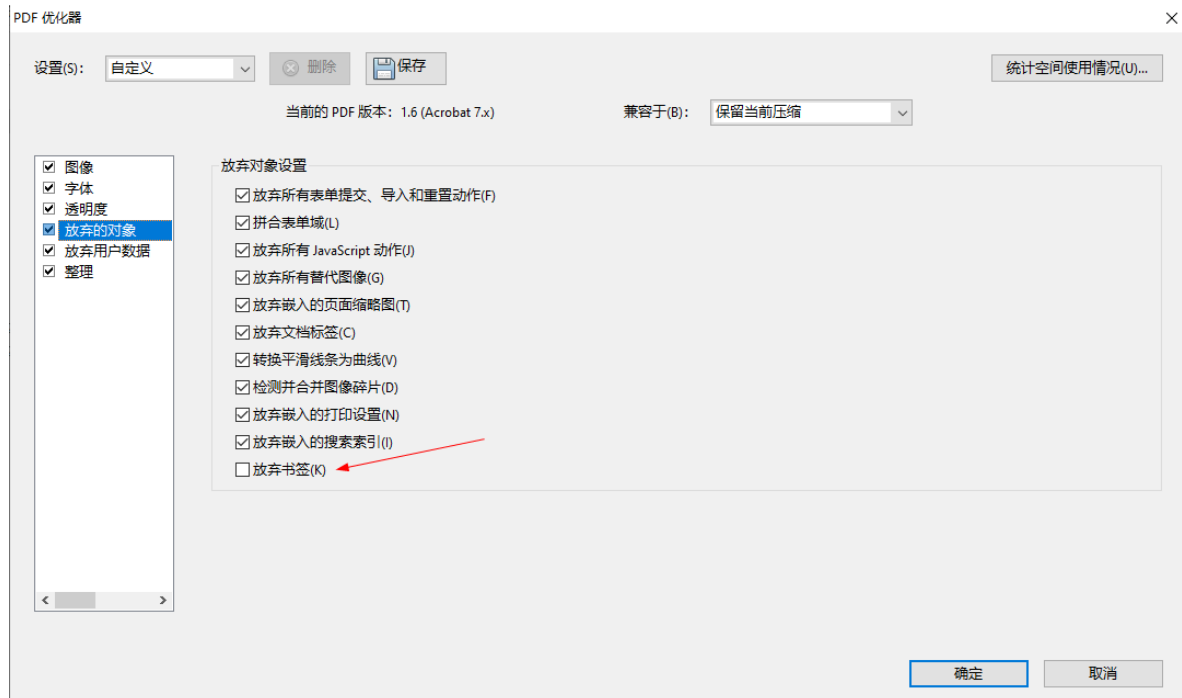 PDF 优化器
设置(S): 自定义 删除 保存 统计空间使用情况(U)...
当前的 PDF 版本: 1.6 (Acrobat 7.x) 兼容于(B): 保留当前压缩
图像
字体
透明度
放弃的对象
放弃用户数据
整理
放弃对象设置
放弃所有表单提交、导入和重置动作(F)
拼合表单域(L)
放弃所有 JavaScript 动作(J)
放弃所有替代图像(G)
放弃嵌入的页面缩略图(T)
放弃文档标签(C)
转换平滑线条为曲线(V)
检测并合并图像碎片(D)
放弃嵌入的打印设置(N)
放弃嵌入的搜索索引(I)
放弃书签(K)
确定 取消